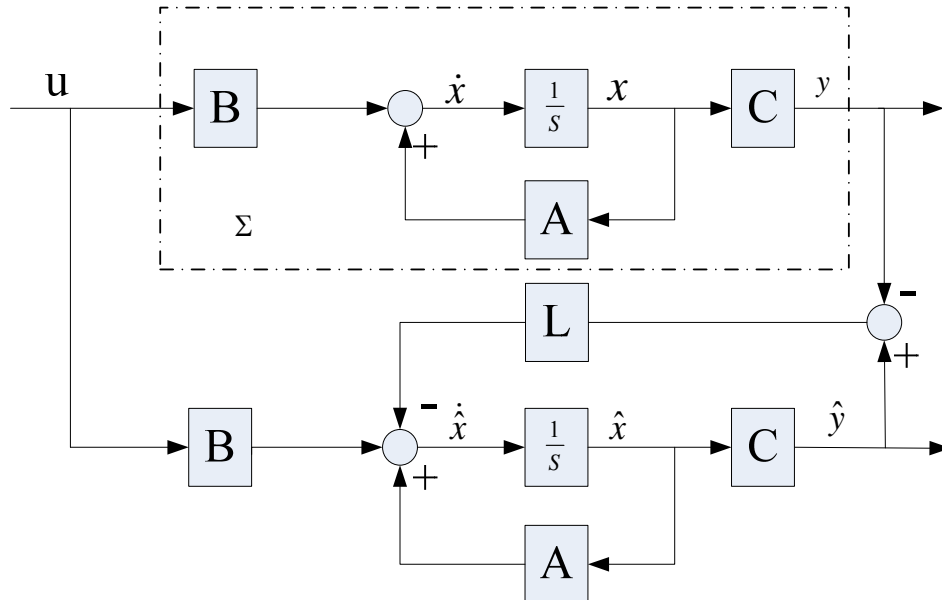 u
B
+
ẋ
1/s
x
C
y
A
Σ
L
-
+
B
-
+
x̂̇
1/s
x̂
C
ŷ
A